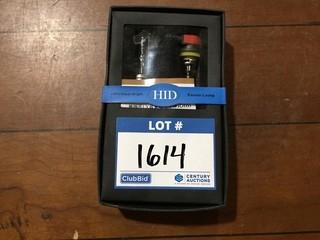 HID
Xenon Lamp
LOT #
1614
ClubBid
CENTURY
AUCTIONS